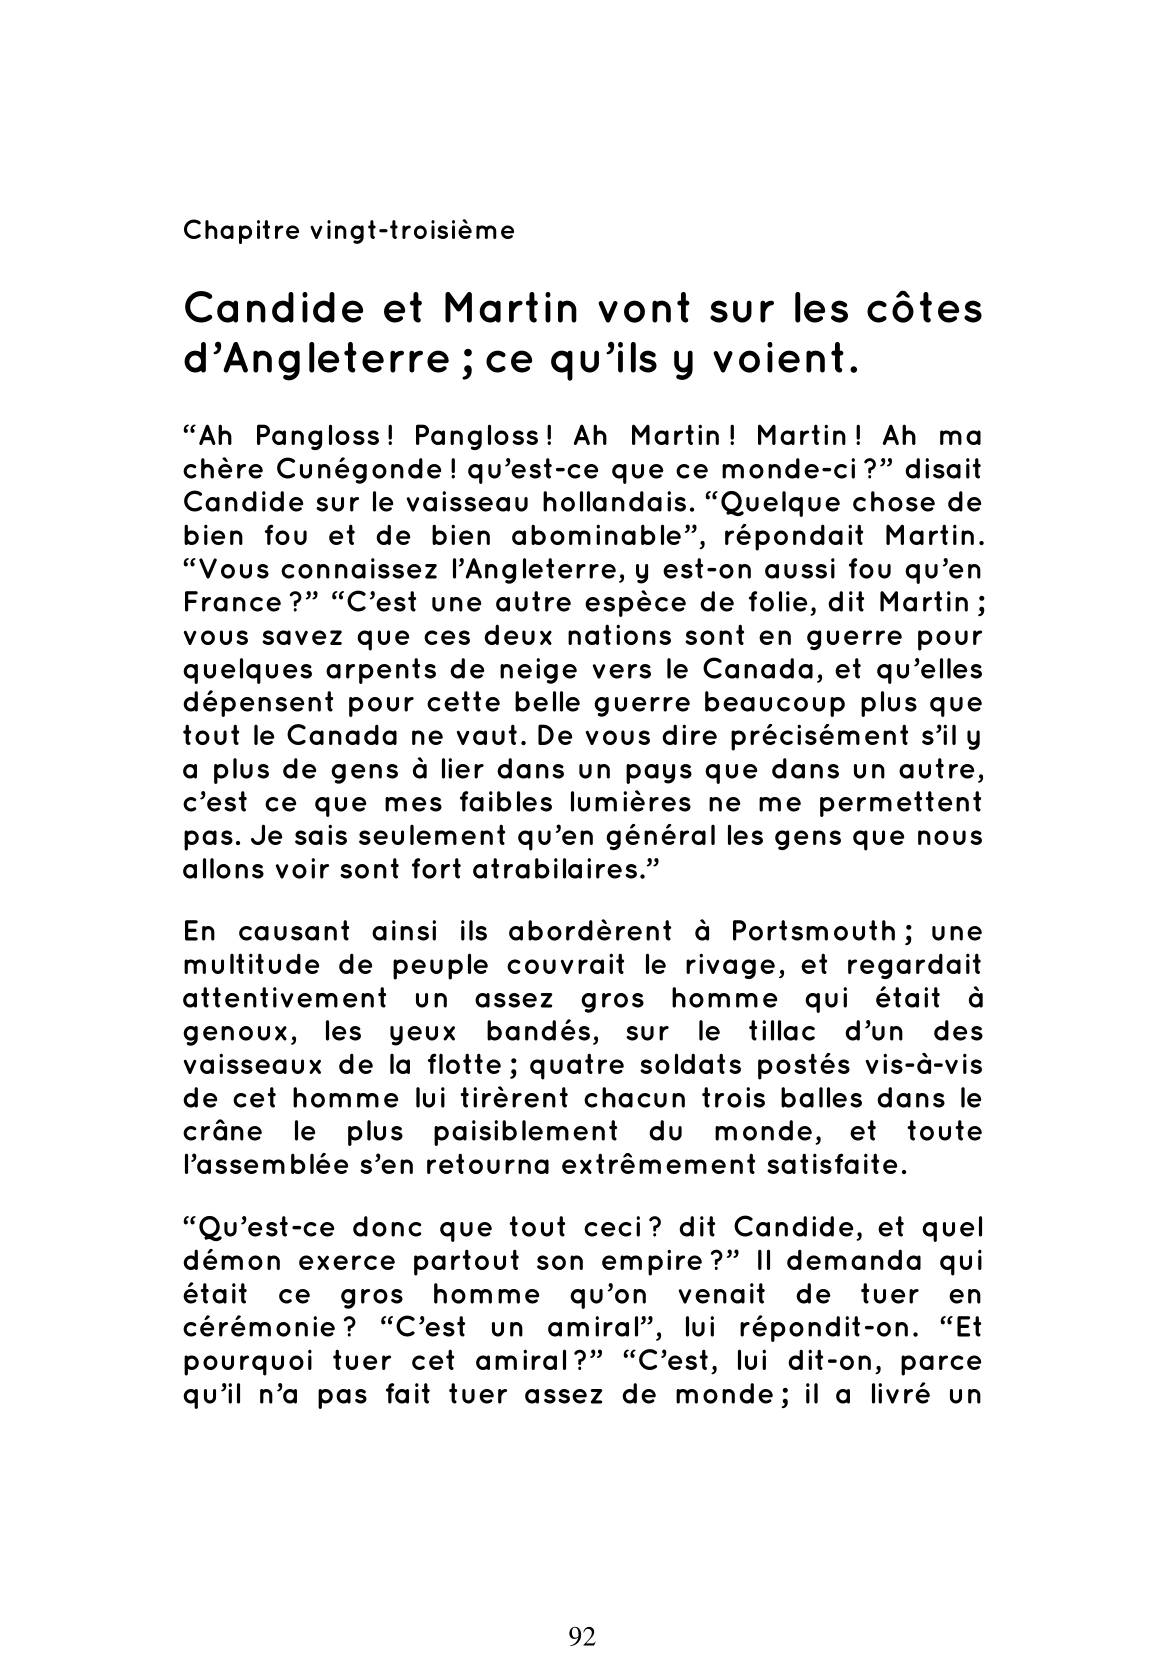 Chapitre vingt-troisième
Candide et Martin vont sur les côtes
d’Angleterre ; ce qu’ils y voient.
“Ah Pangloss ! Pangloss ! Ah Martin ! Martin ! Ah ma
chère Cunégonde ! qu’est-ce que ce monde-ci ?” disait
Candide sur le vaisseau hollandais. “Quelque chose de
bien fou et de bien abominable”, répondait Martin.
“Vous connaissez l’Angleterre, y est-on aussi fou qu’en
France ?” “C’est une autre espèce de folie, dit Martin ;
vous savez que ces deux nations sont en guerre pour
quelques arpents de neige vers le Canada, et qu’elles
dépensent pour cette belle guerre beaucoup plus que
tout le Canada ne vaut. De vous dire précisément s’il y
a plus de gens à lier dans un pays que dans un autre,
c’est ce que mes faibles lumières ne me permettent
pas. Je sais seulement qu’en général les gens que nous
allons voir sont fort atrabilaires.”
En causant ainsi ils abordèrent à Portsmouth ; une
multitude de peuple couvrait le rivage, et regardait
attentivement un assez gros homme qui était à
genoux, les yeux bandés, sur le tillac d’un des
vaisseaux de la flotte ; quatre soldats postés vis-à-vis
de cet homme lui tirèrent chacun trois balles dans le
crâne le plus paisiblement du monde, et toute
l’assemblée s’en retourna extrêmement satisfaite.
“Qu’est-ce donc que tout ceci ? dit Candide, et quel
démon exerce partout son empire ?” Il demanda qui
était ce gros homme qu’on venait de tuer en
cérémonie ? “C’est un amiral”, lui répondit-on. “Et
pourquoi tuer cet amiral ?” “C’est, lui dit-on, parce
qu’il n’a pas fait tuer assez de monde ; il a livré un
92